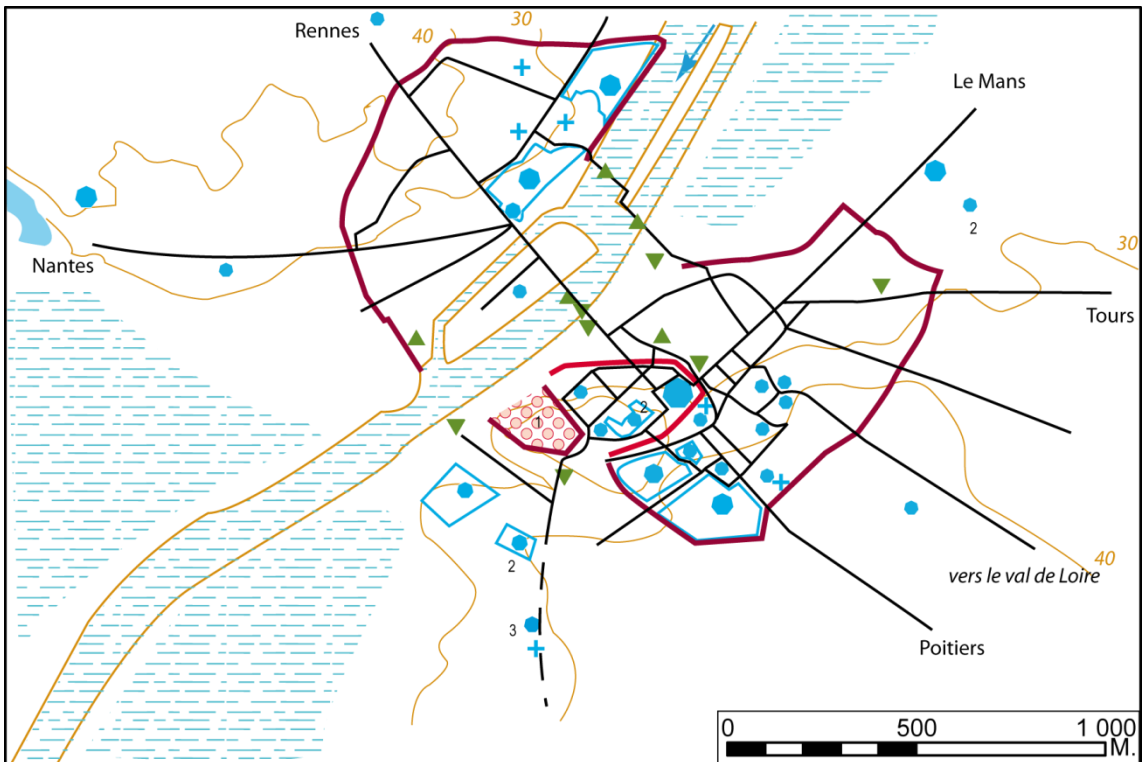 30
Rennes
40
Le Mans
2
30
Nantes
Tours
2
1
40
2
vers le val de Loire
3
Poitiers
0 500 1 000
M.